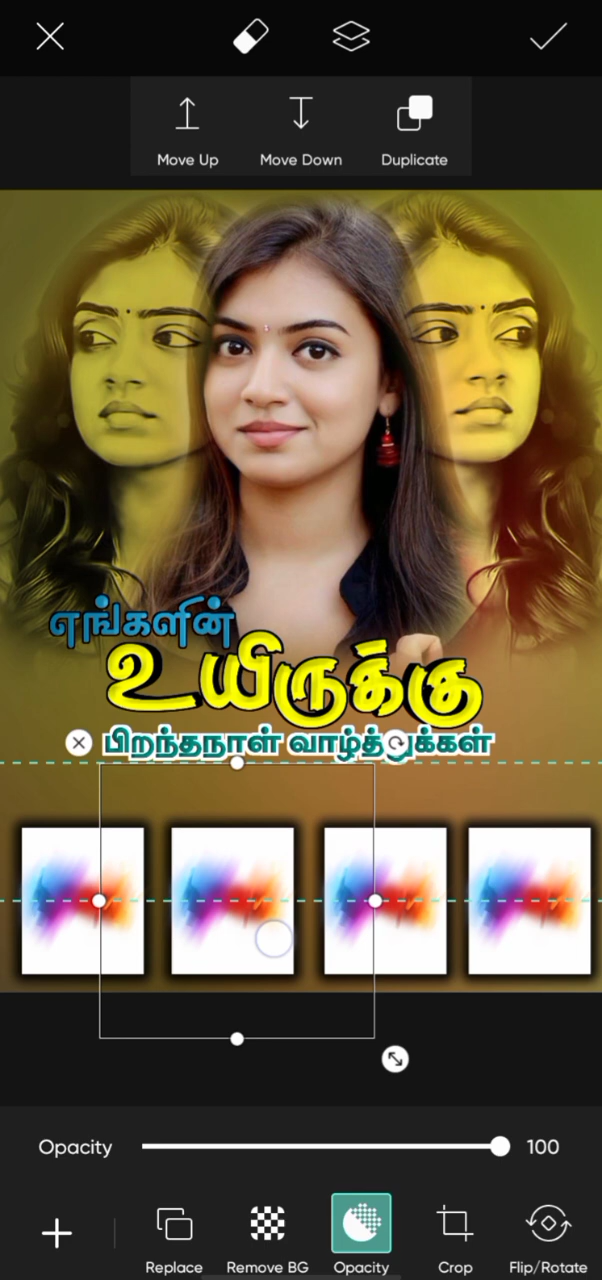 Move Up Move Down Duplicate
ஏங்களின்
உயிருக்கு
பிறந்தநாள் வாழ்த்துக்கள்
Opacity 100
Replace Remove BG Opacity Crop Flip/Rotate